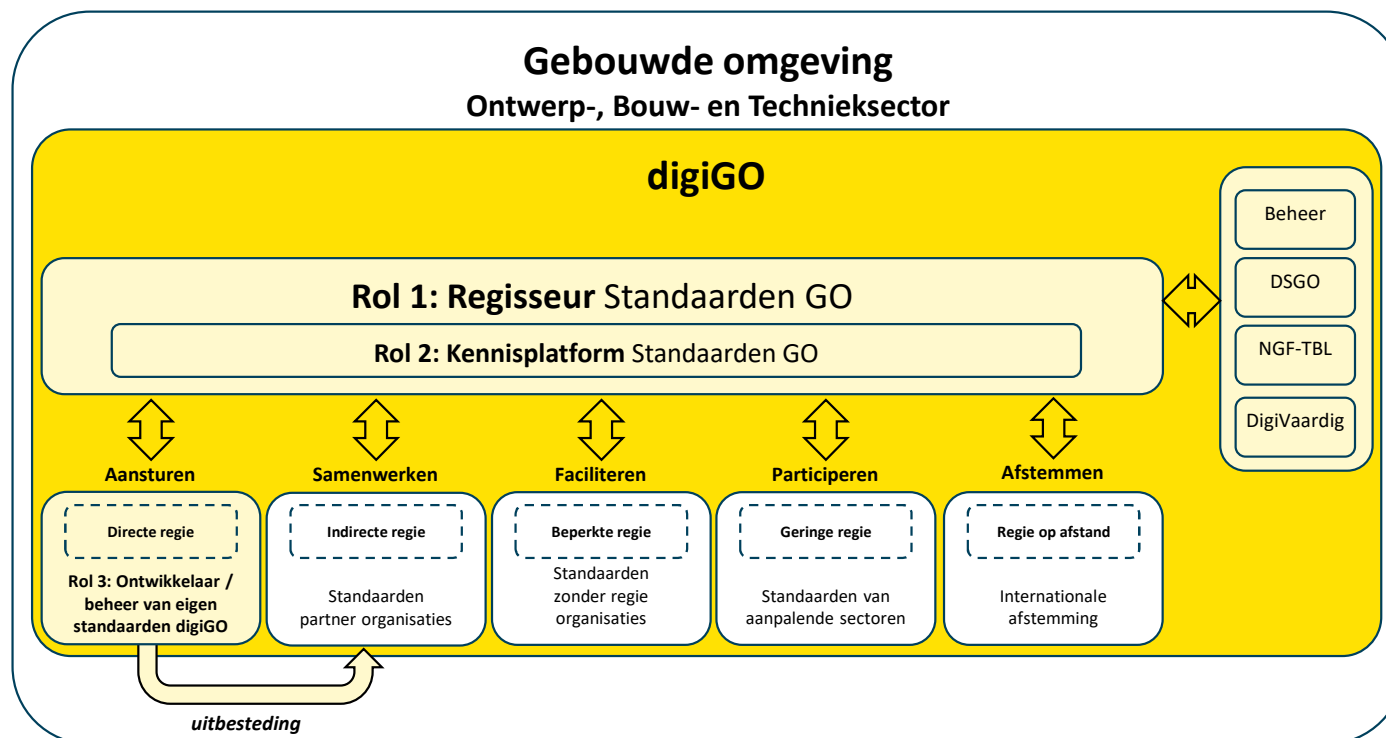 Gebouwde omgeving
Ontwerp-, Bouw- en Technieksector
digiGO
Beheer
DSGO
NGF-TBL
DigiVaardig
Rol 1: Regisseur Standaarden GO
Rol 2: Kennisplatform Standaarden GO
Aansturen
Samenwerken
Faciliteren
Participeren
Afstemmen
Directe regie
Rol 3: Ontwikkelaar /
beheer van eigen
standaarden digiGO
Indirecte regie
Standaarden
partner organisaties
Beperkte regie
Standaarden
zonder regie
organisaties
Geringe regie
Standaarden van
aanpalende sectoren
Regie op afstand
Internationale
afstemming
uitbesteding